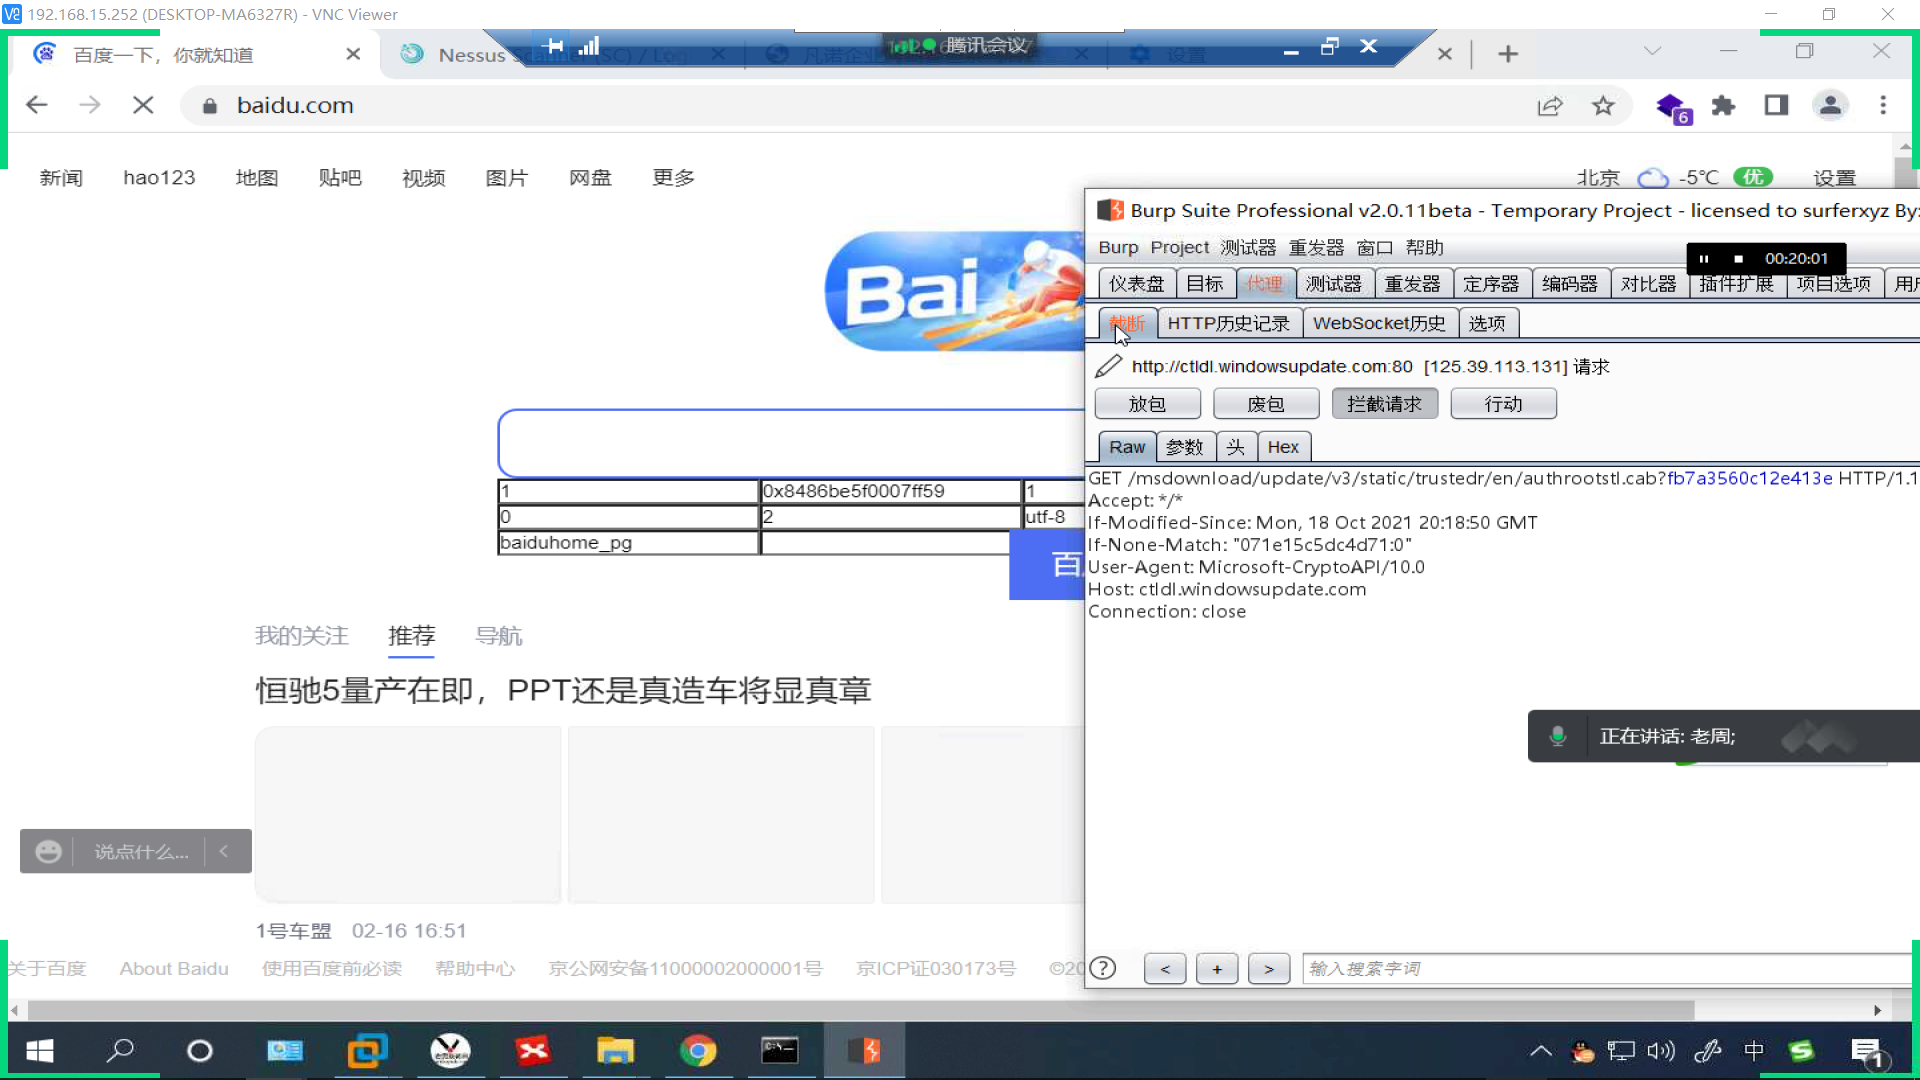 192.168.15.252 (DESKTOP-MA6327R) - VNC Viewer
百度一下，你就知道
Nessus
腾讯会议
设置
baidu.com
6
新闻 hao123 地图 贴吧 视频 图片 网盘 更多
北京 -5℃ 优 设置
Bai
Burp Suite Professional v2.0.11beta - Temporary Project - licensed to surferxyz By:
Burp Project 测试器 重发器 窗口 帮助
00:20:01
仪表盘 目标 代理 测试器 重发器 定序器 编码器 对比器 插件扩展 项目选项
截断 HTTP历史记录 WebSocket历史 选项
http://ctldl.windowsupdate.com:80 [125.39.113.131] 请求
放包 废包 拦截请求 行动
Raw 参数 头 Hex
GET /msdownload/update/v3/static/trustedr/en/authrootstl.cab?fb7a3560c12e413e HTTP/1.1
Accept: */*
If-Modified-Since: Mon, 18 Oct 2021 20:18:50 GMT
If-None-Match: "071e15c5dc4d71:0"
User-Agent: Microsoft-CryptoAPI/10.0
Host: ctldl.windowsupdate.com
Connection: close
1 0x8486be5f0007ff59 1
0 2 utf-8
baiduhome_pg
百
我的关注 推荐 导航
恒驰5量产在即，PPT还是真造车将显真章
正在讲话: 老周;
说点什么...
1号车盟 02-16 16:51
关于百度 About Baidu 使用百度前必读 帮助中心 京公网安备11000002000001号 京ICP证030173号 ©20
? < + > 输入搜索字词
中
1